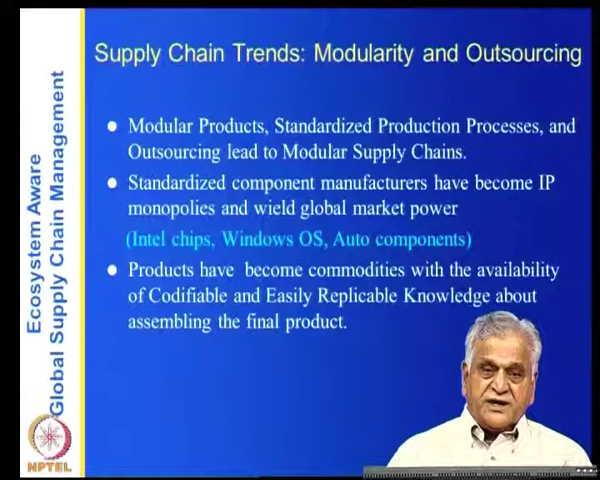 Supply Chain Trends: Modularity and Outsourcing
● Modular Products, Standardized Production Processes, and
Outsourcing lead to Modular Supply Chains.
● Standardized component manufacturers have become IP
monopolies and wield global market power
(Intel chips, Windows OS, Auto components)
● Products have become commodities with the availability
of Codifiable and Easily Replicable Knowledge about
assembling the final product.
Ecosystem Aware
Global Supply Chain Management
NPTEL